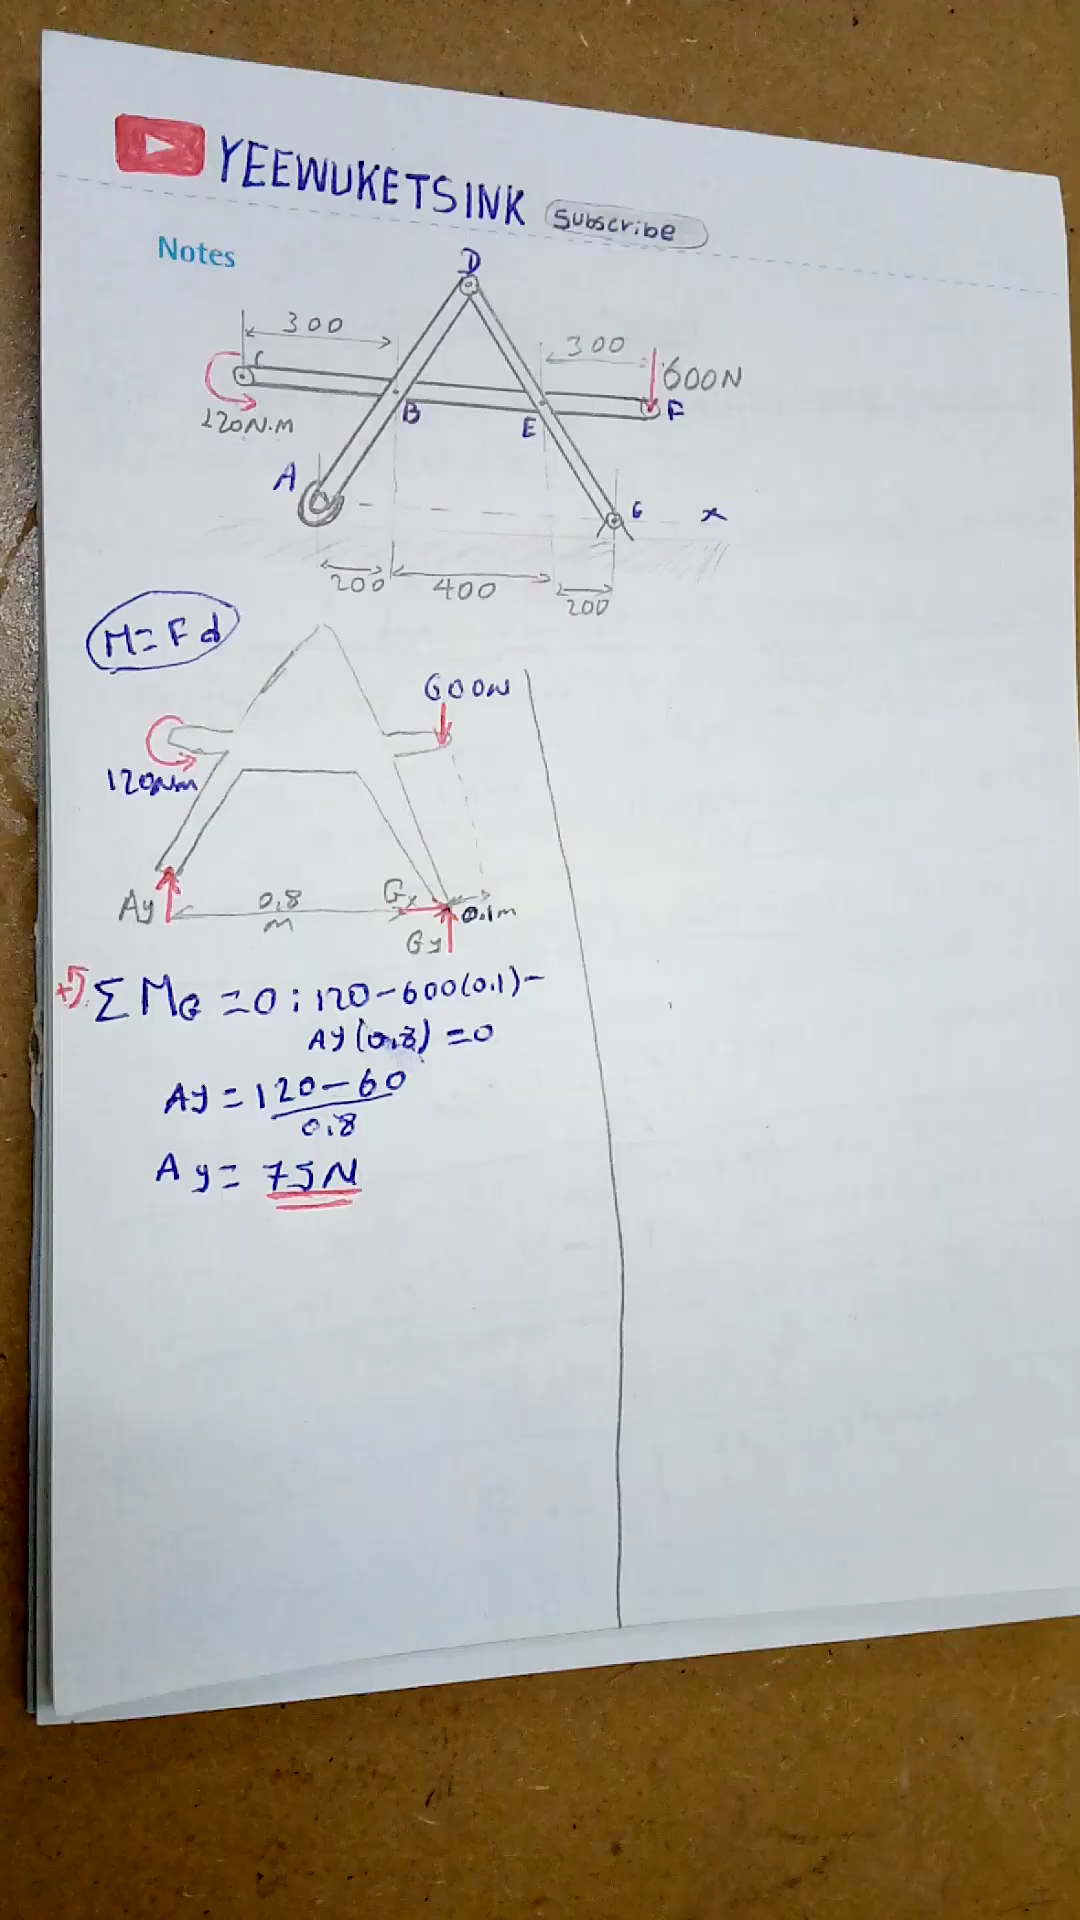 YEEWUKETSINK
Subscribe
Notes
D
300
300
600N
C
120N.m
B
E
F
A
G
x
200
400
200
M=Fd
600N
120Nm
Ay
0.8
m
Gx
0.1m
Gy
+ΣMG=0: 120-600(0.1)-
Ay(0.8)=0
Ay=120-60
0.8
Ay=75N